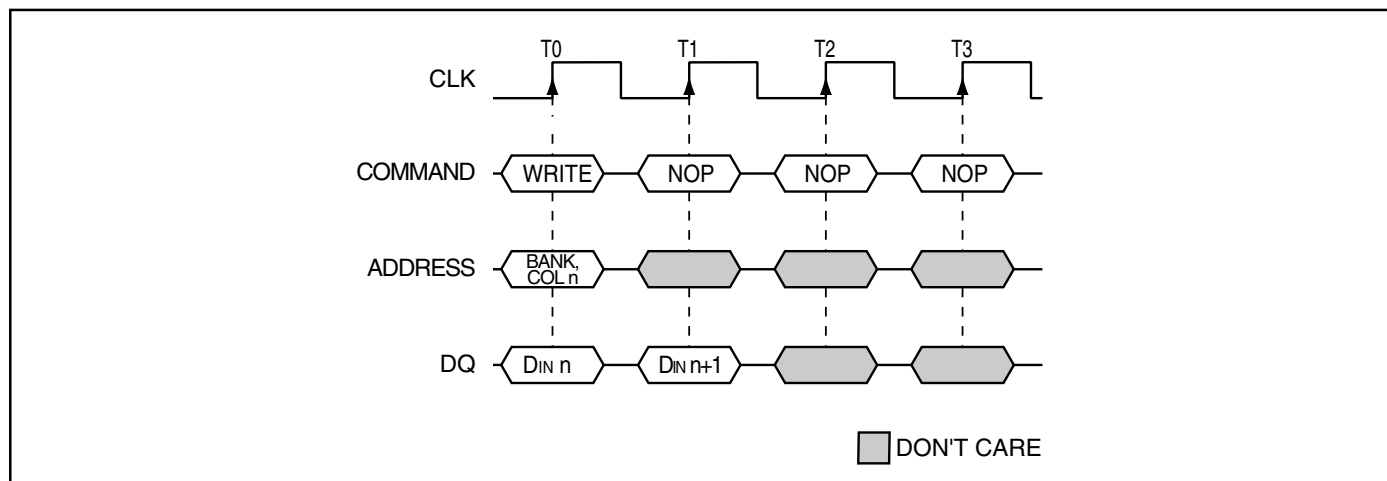 T0 T1 T2 T3
CLK
COMMAND WRITE NOP NOP NOP
ADDRESS BANK,
COL n
DQ DIN n DIN n+1
DON'T CARE